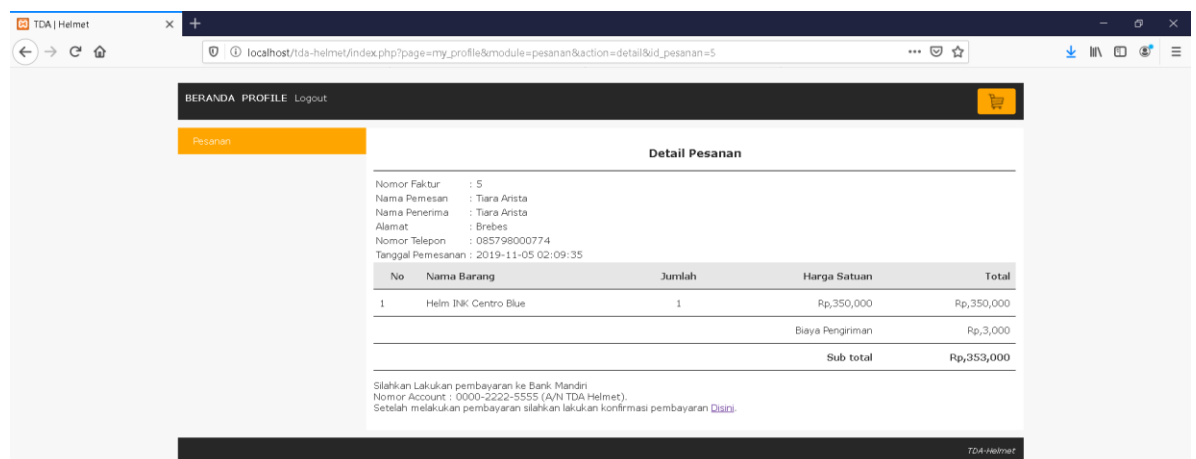 TDA | Helmet
localhost/tda-helmet/index.php?page=my_profile&module=pesanan&action=detail&id_pesanan=5
BERANDA PROFILE Logout
Pesanan
Detail Pesanan
Nomor Faktur : 5
Nama Pemesan : Tiara Arista
Nama Penerima : Tiara Arista
Alamat : Brebes
Nomor Telepon : 085798000774
Tanggal Pemesanan : 2019-11-05 02:09:35
No Nama Barang Jumlah Harga Satuan Total
1 Helm INK Centro Blue 1 Rp,350,000 Rp,350,000
Biaya Pengiriman Rp,3,000
Sub total Rp,353,000
Silahkan Lakukan pembayaran ke Bank Mandiri
Nomor Account : 0000-2222-5555 (A/N TDA Helmet).
Setelah melakukan pembayaran silahkan lakukan konfirmasi pembayaran Disini.
TDA-Helmet